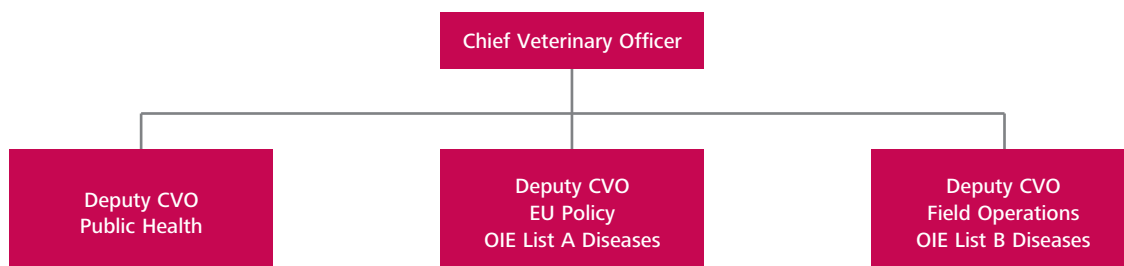 Chief Veterinary Officer
Deputy CVO
Public Health
Deputy CVO
EU Policy
OIE List A Diseases
Deputy CVO
Field Operations
OIE List B Diseases